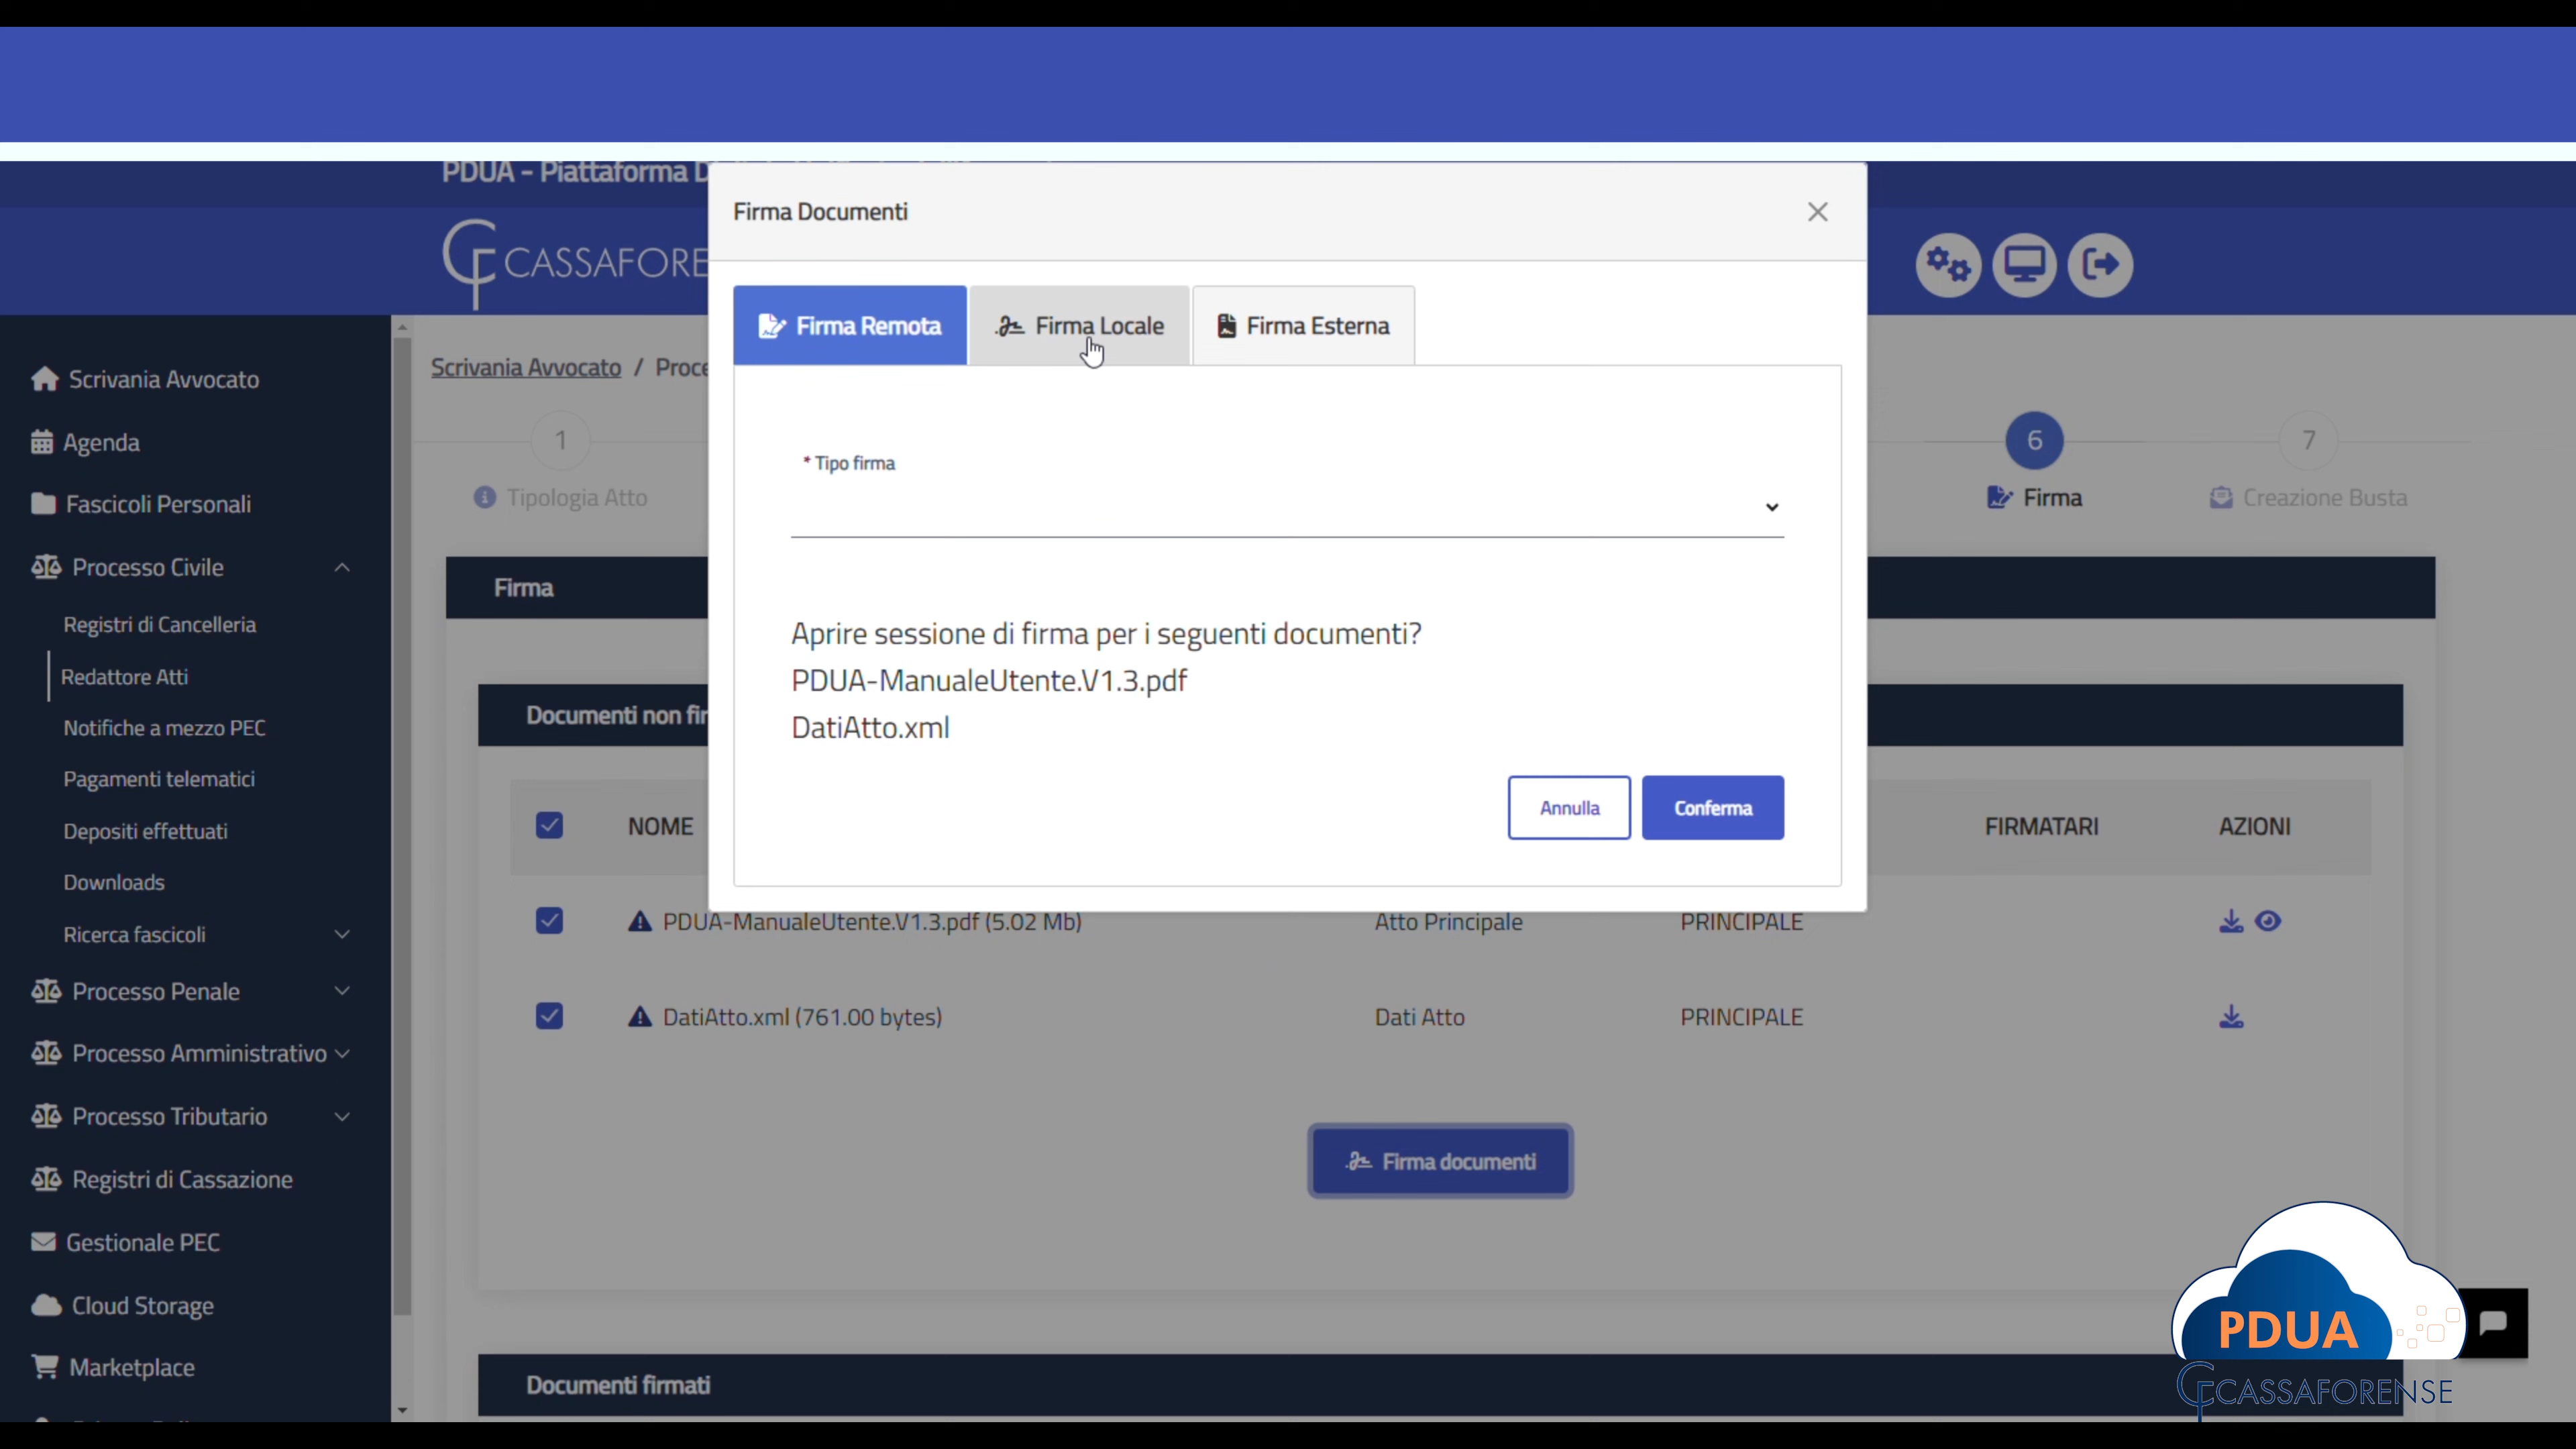 PDUA - Piattaforma D
CASSAFORE
Firma Documenti
Firma Remota
Firma Locale
Firma Esterna
Scrivania Avvocato
Agenda
Fascicoli Personali
Processo Civile
Registri di Cancelleria
Redattore Atti
Notifiche a mezzo PEC
Pagamenti telematici
Depositi effettuati
Downloads
Ricerca fascicoli
Processo Penale
Processo Amministrativo
Processo Tributario
Registri di Cassazione
Gestionale PEC
Cloud Storage
Marketplace
Scrivania Avvocato / Proce
1
Tipologia Atto
6
Firma
7
Creazione Busta
* Tipo firma
Aprire sessione di firma per i seguenti documenti?
PDUA-ManualeUtente.V1.3.pdf
DatiAtto.xml
Annulla
Conferma
Firma
Documenti non fir
NOME
FIRMATARI
AZIONI
PDUA-ManualeUtente.V1.3.pdf (5.02 Mb)
Atto Principale
PRINCIPALE
DatiAtto.xml (761.00 bytes)
Dati Atto
PRINCIPALE
Firma documenti
Documenti firmati
PDUA
CASSAFORENSE